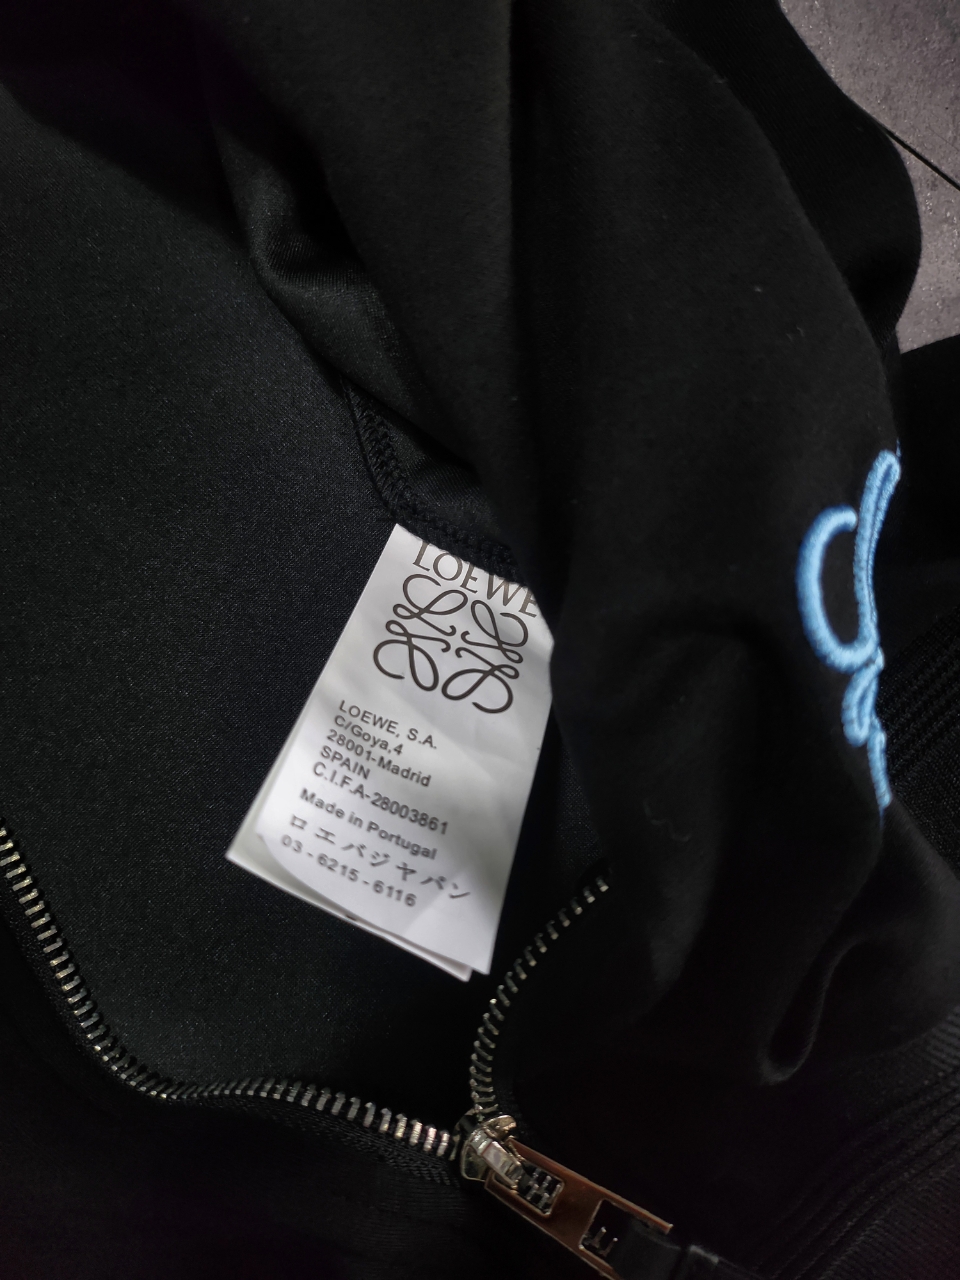 LOEWE
LOEWE, S.A.
C/Goya,4
28001-Madrid
SPAIN
C.I.F.A-28003861
Made in Portugal
ロエバジャパン
03-6215-6116